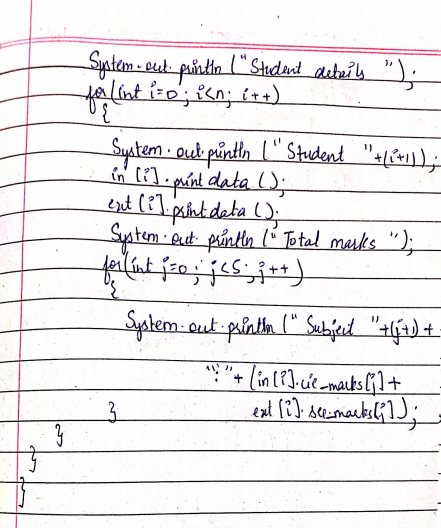 System.out.println ("Student details ");
for(int i=0; i<n; i++)
{
System.out.println ("Student "+(i+1));
in [i].print data ();
ext [i].print data ();
System.out.println ("Total marks ");
for(int j=0; j<5; j++)
{
System.out.println (" Subject "+(j+1) +
":" + (in[i].cie_marks[j] +
ext [i].see_marks[j]);
}
}
}
}